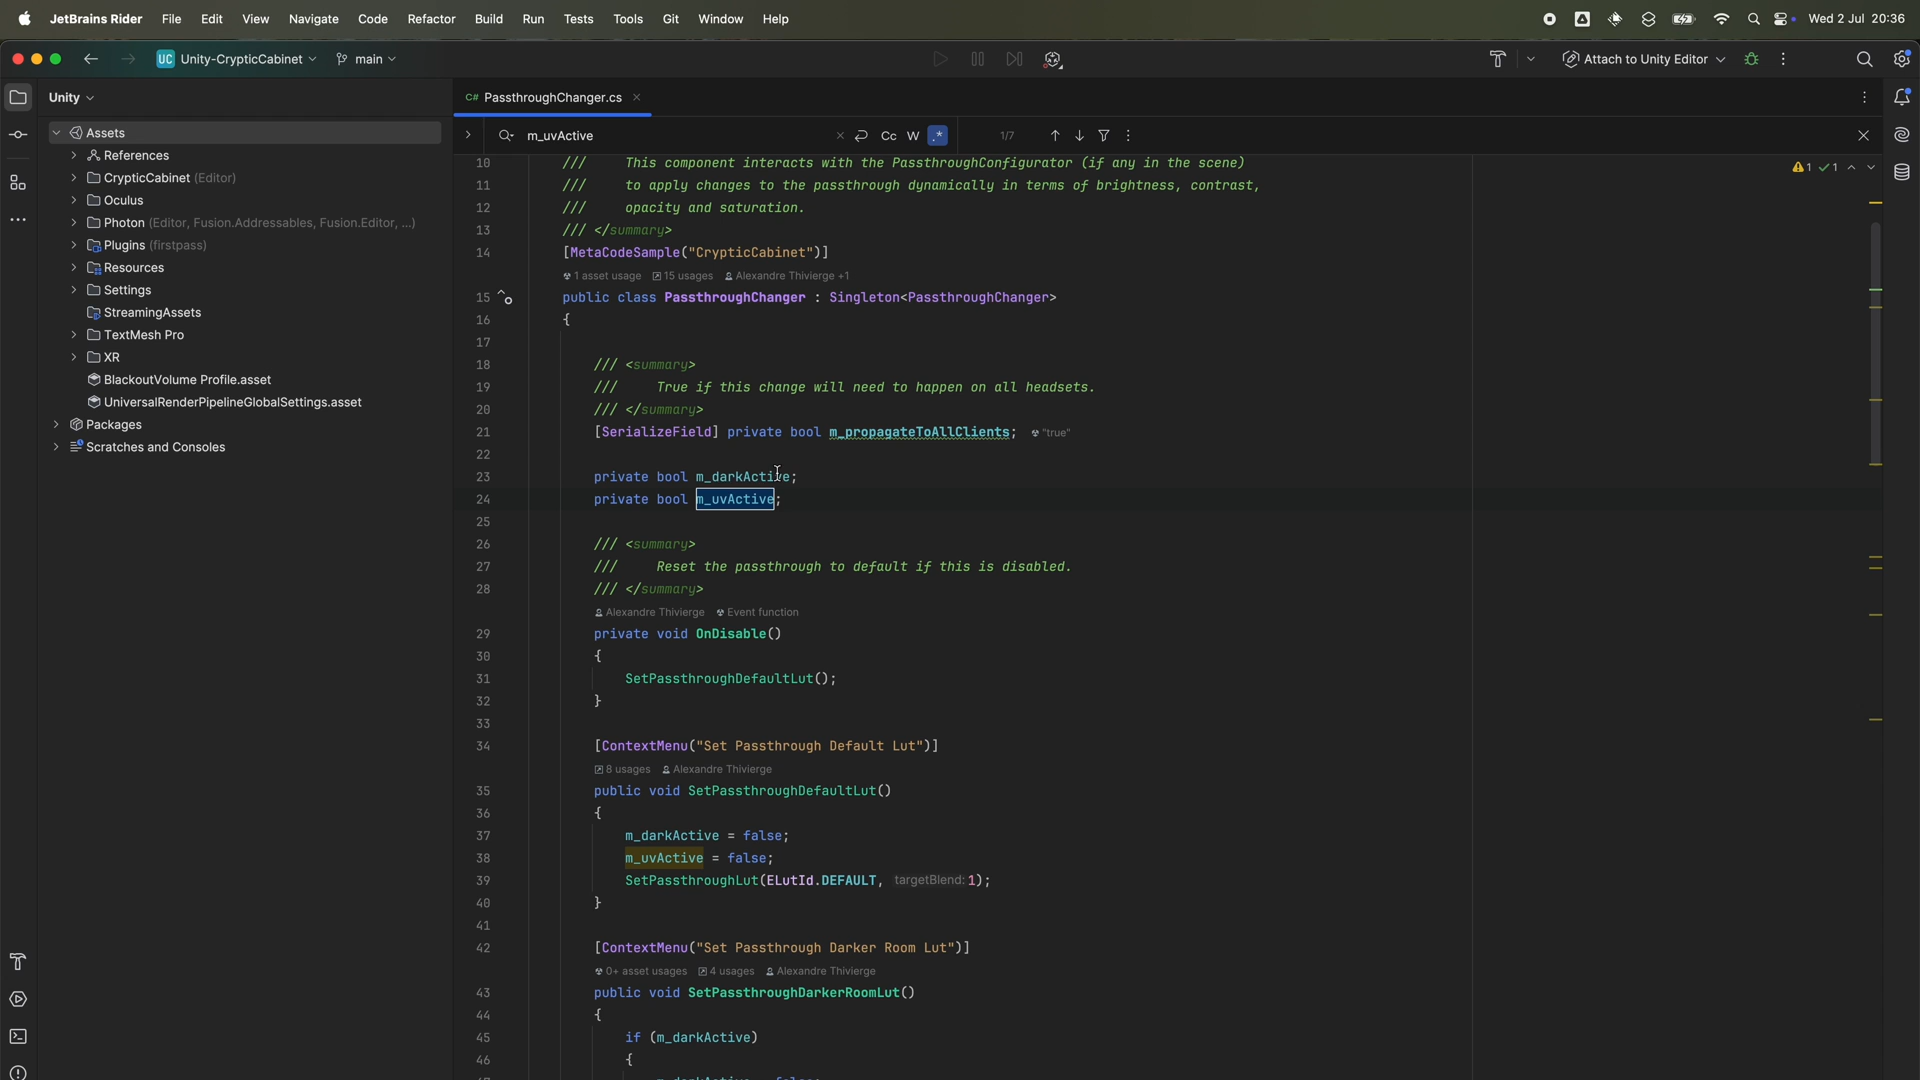 JetBrains Rider File Edit View Navigate Code Refactor Build Run Tests Tools Git Window Help Wed 2 Jul 20:36
UC Unity-CrypticCabinet main Attach to Unity Editor
Unity
C# PassthroughChanger.cs
Assets
References
CrypticCabinet (Editor)
Oculus
Photon (Editor, Fusion.Addressables, Fusion.Editor, ...)
Plugins (firstpass)
Resources
Settings
StreamingAssets
TextMesh Pro
XR
BlackoutVolume Profile.asset
UniversalRenderPipelineGlobalSettings.asset
Packages
Scratches and Consoles
m_uvActive Cc W .* 1/7
1 1
10 /// This component interacts with the PassthroughConfigurator (if any in the scene)
11 /// to apply changes to the passthrough dynamically in terms of brightness, contrast,
12 /// opacity and saturation.
13 /// </summary>
14 [MetaCodeSample("CrypticCabinet")]
1 asset usage 15 usages Alexandre Thivierge +1
15 public class PassthroughChanger : Singleton<PassthroughChanger>
16 {
17
18 /// <summary>
19 /// True if this change will need to happen on all headsets.
20 /// </summary>
21 [SerializeField] private bool m_propagateToAllClients; "true"
22
23 private bool m_darkActive;
24 private bool m_uvActive;
25
26 /// <summary>
27 /// Reset the passthrough to default if this is disabled.
28 /// </summary>
Alexandre Thivierge Event function
29 private void OnDisable()
30 {
31 SetPassthroughDefaultLut();
32 }
33
34 [ContextMenu("Set Passthrough Default Lut")]
8 usages Alexandre Thivierge
35 public void SetPassthroughDefaultLut()
36 {
37 m_darkActive = false;
38 m_uvActive = false;
39 SetPassthroughLut(ELutId.DEFAULT, targetBlend: 1);
40 }
41
42 [ContextMenu("Set Passthrough Darker Room Lut")]
0+ asset usages 4 usages Alexandre Thivierge
43 public void SetPassthroughDarkerRoomLut()
44 {
45 if (m_darkActive)
46 {